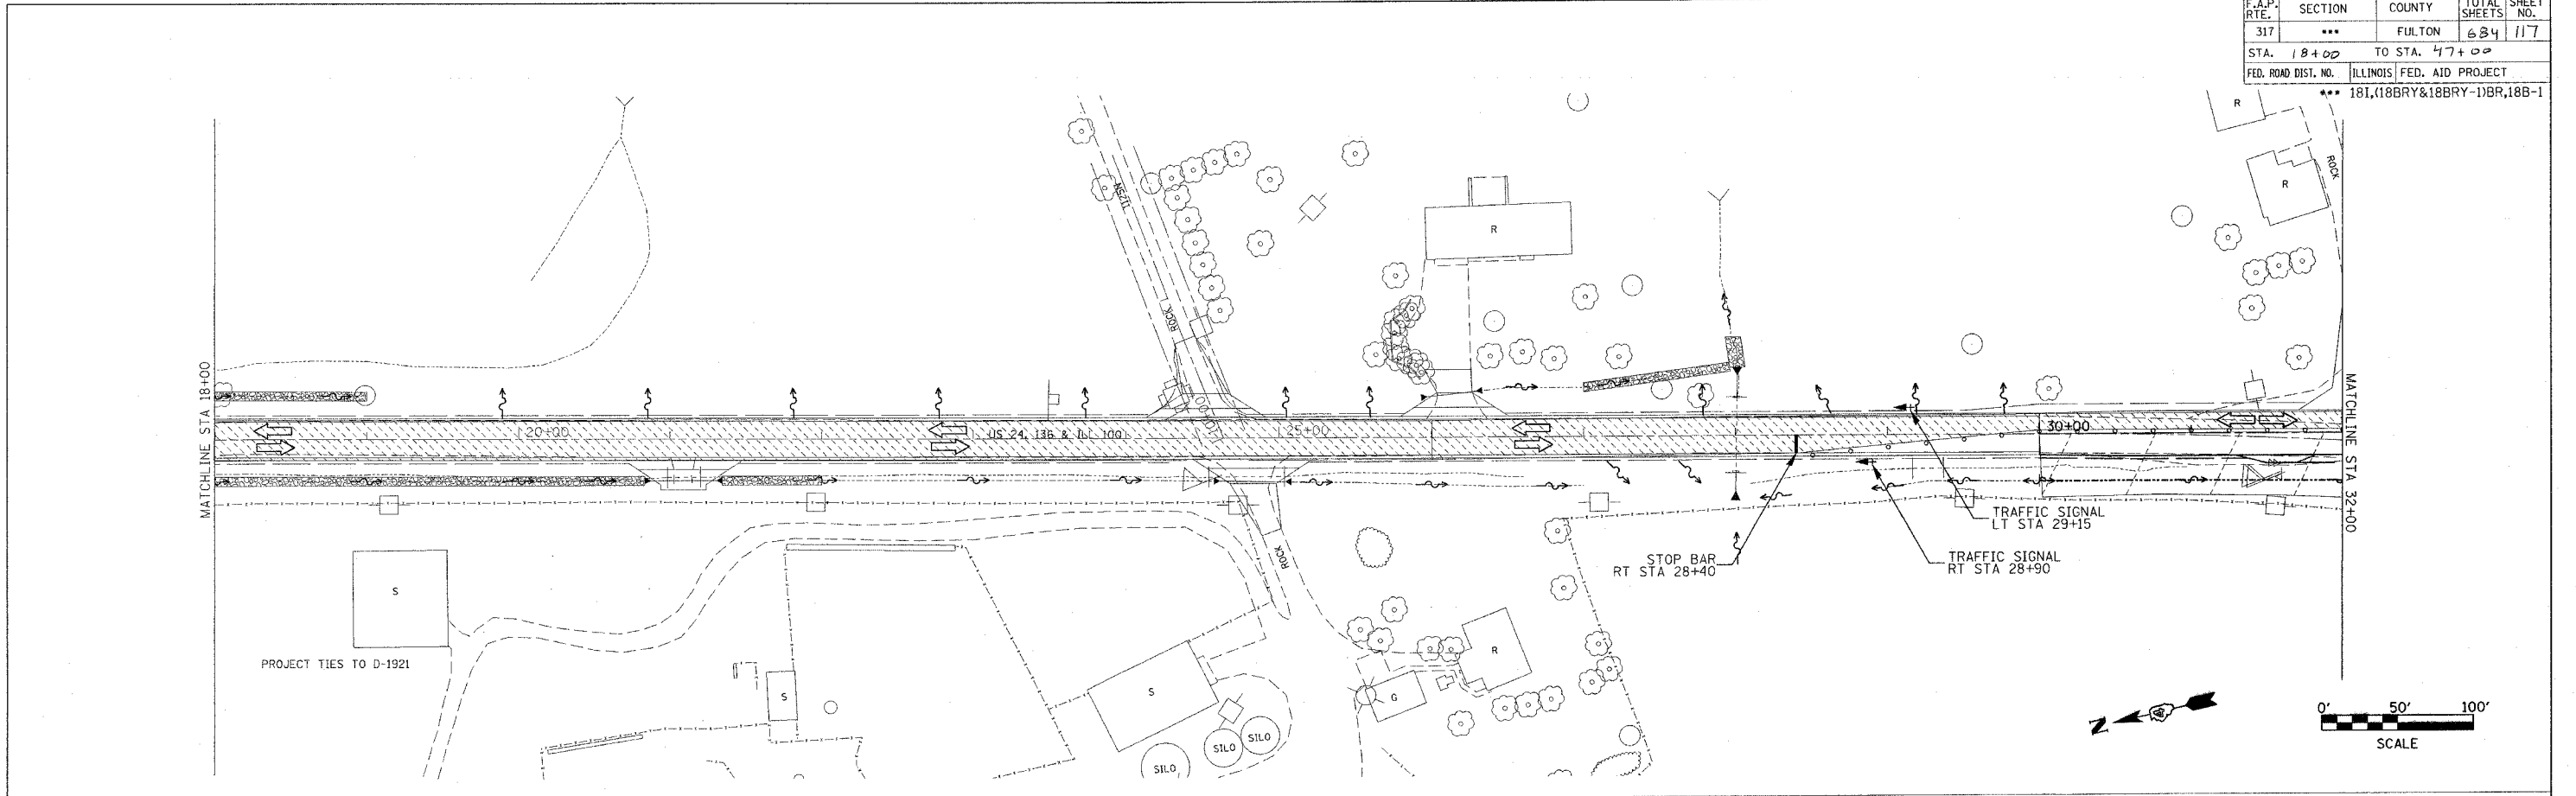 F.A.P. RTE. SECTION COUNTY TOTAL SHEETS SHEET NO.
317 *** FULTON 684 117
STA. 18+00 TO STA. 47+00
FED. ROAD DIST. NO. ILLINOIS FED. AID PROJECT
*** 18I,(18BRY&18BRY-1)BR,18B-1
R
ROCK
R
1125N
R
ROCK
MATCHLINE STA 18+00
20+00
US 24, 136 & ILL 100
25+00
30+00
MATCHLINE STA 32+00
TRAFFIC SIGNAL
LT STA 29+15
STOP BAR
RT STA 28+40
TRAFFIC SIGNAL
RT STA 28+90
ROCK
S
PROJECT TIES TO D-1921
S
S
R
G
SILO
SILO
SILO
N
0' 50' 100'
SCALE